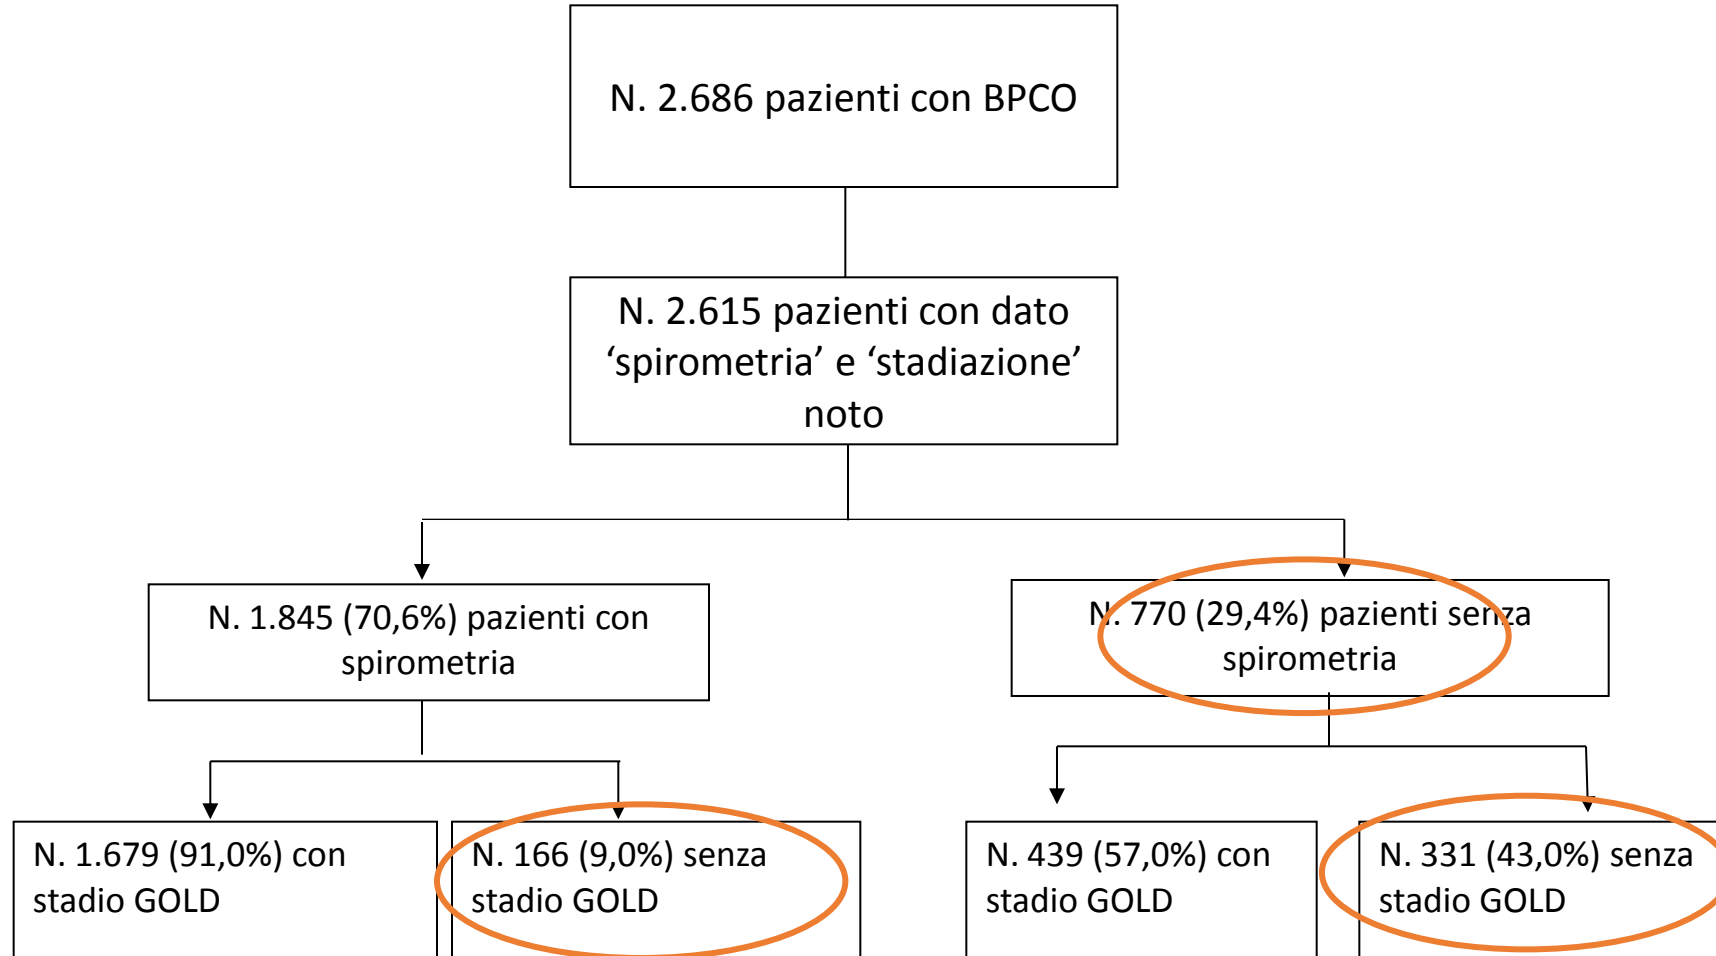 N. 2.686 pazienti con BPCO
N. 2.615 pazienti con dato
‘spirometria’ e ‘stadiazione’
noto
N. 1.845 (70,6%) pazienti con
spirometria
N. 770 (29,4%) pazienti senza
spirometria
N. 1.679 (91,0%) con
stadio GOLD
N. 166 (9,0%) senza
stadio GOLD
N. 439 (57,0%) con
stadio GOLD
N. 331 (43,0%) senza
stadio GOLD